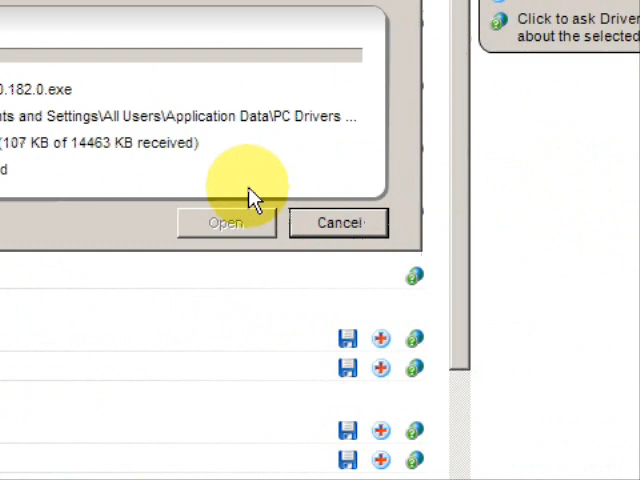 Click to ask Driver
about the selected
0.182.0.exe
nts and Settings\All Users\Application Data\PC Drivers ...
(107 KB of 14463 KB received)
d
Open
Cancel